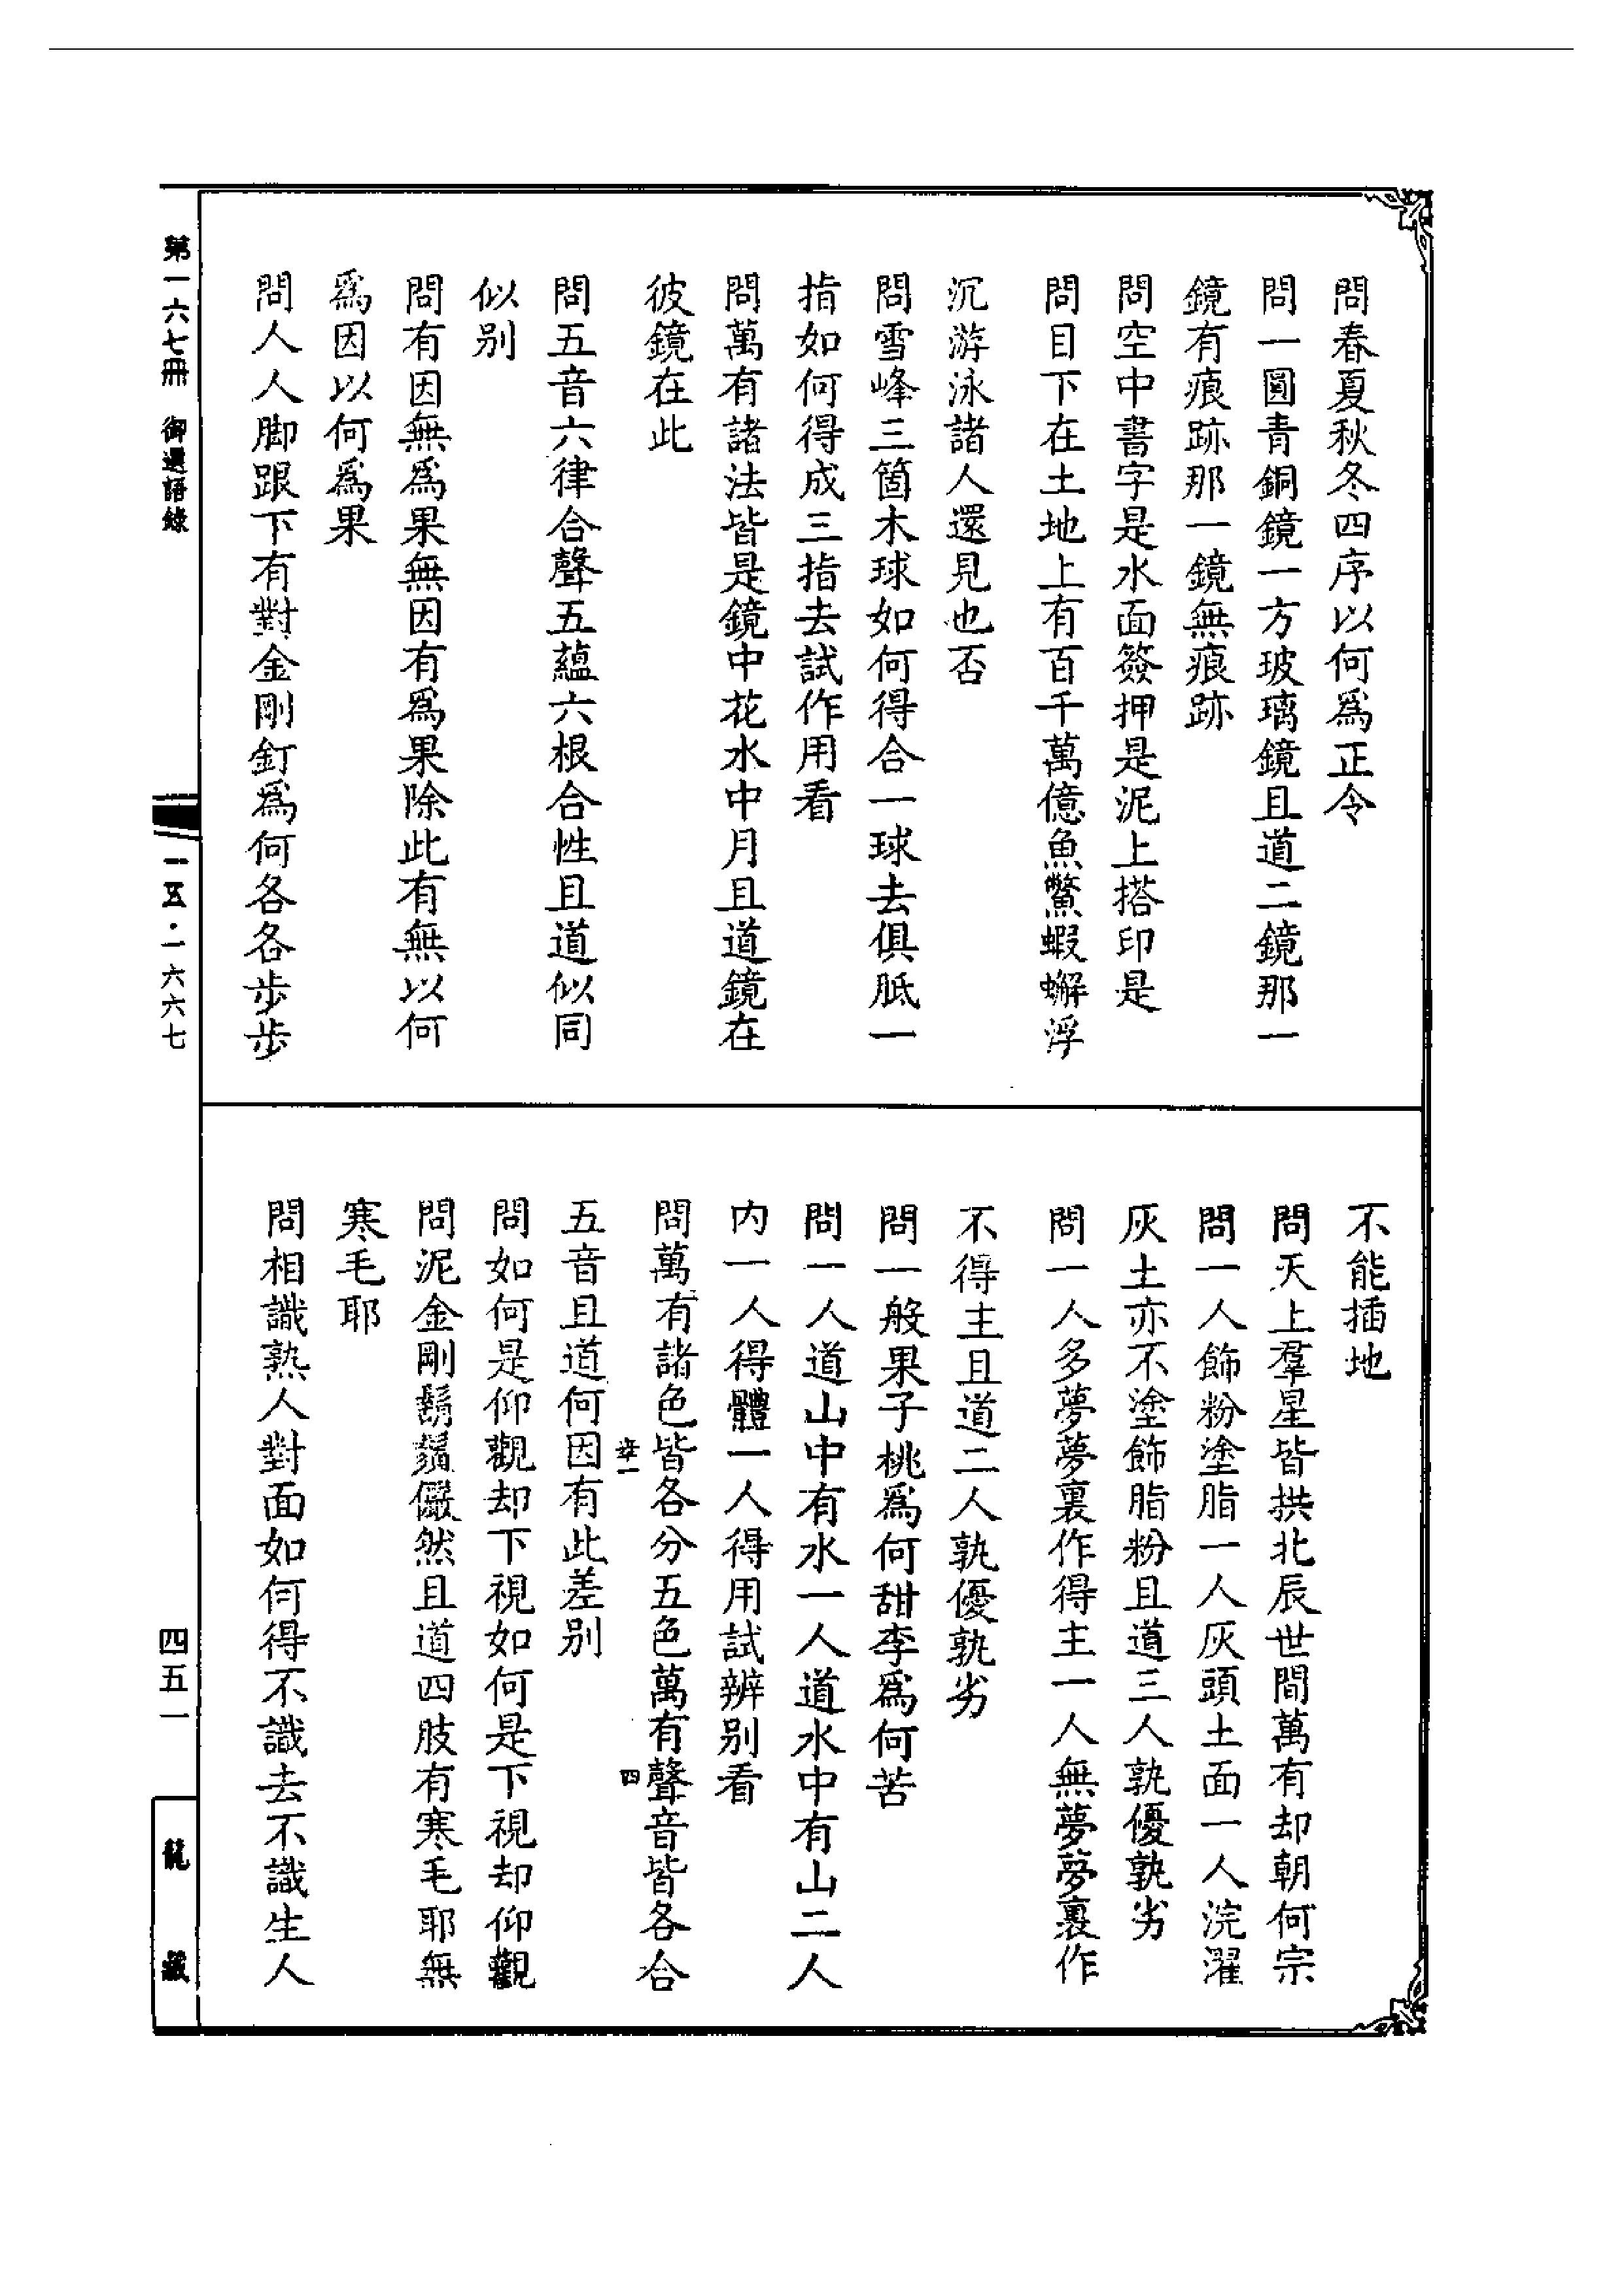 問春夏秋冬四序以何爲正令
問一圓青銅鏡一方玻璃鏡且道二鏡那一
鏡有痕跡那一鏡無痕跡
問空中書字是水面簽押是泥上搭印是
問目下在土地上有百千萬億魚鱉蝦蠏浮
沉游泳諸人還見也否
問雪峰三箇木球如何得合一球去俱胝一
指如何得成三指去試作用看
問萬有諸法皆是鏡中花水中月且道鏡在
彼鏡在此
問五音六律合聲五蘊六根合性且道似同
似别
問有因無爲果無因有爲果除此有無以何
爲因以何爲果
問人人脚跟下有對金剛釘爲何各各步步
不能插地
問天上羣星皆拱北辰世間萬有却朝何宗
問一人飾粉塗脂一人灰頭土面一人浣濯
灰土亦不塗飾脂粉且道三人孰優孰劣
問一人多夢夢裏作得主一人無夢夢裏作
不得主且道二人孰優孰劣
問一般果子桃爲何甜李爲何苦
問一人道山中有水一人道水中有山二人
内一人得體一人得用試辨别看
問萬有諸色皆各分五色萬有聲音皆各合
五音且道何因有此差别
四
問如何是仰觀却下視如何是下視却仰觀
問泥金剛鬍鬚儼然且道四肢有寒毛耶無
寒毛耶
問相識熟人對面如何得不識去不識生人
第一六七冊 御選語錄
一五·一六六七
四五一
龍藏